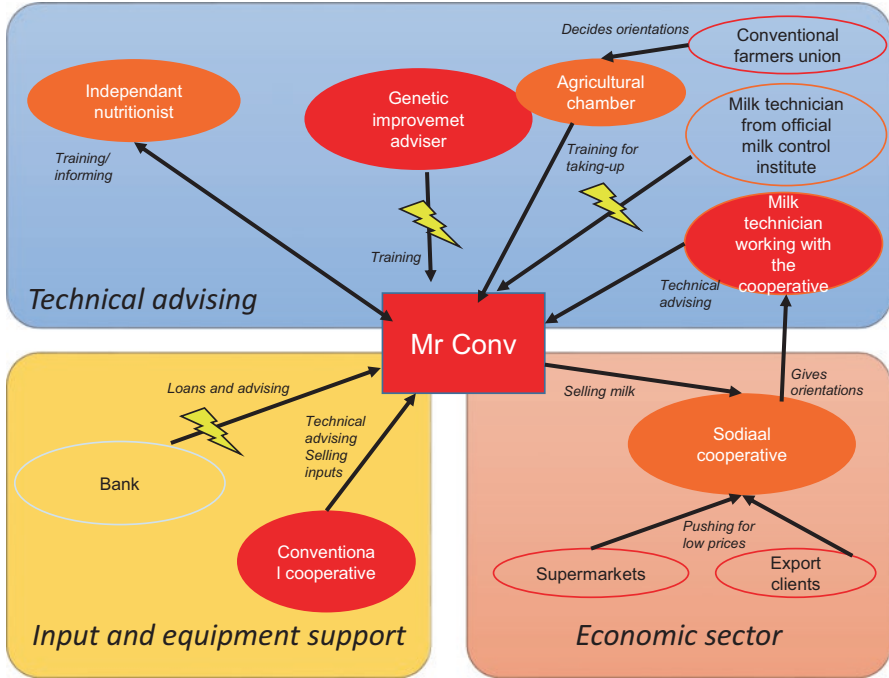 Decides orientations
Conventional
farmers union
Independant
nutritionist
Genetic
improvemet
adviser
Agricultural
chamber
Milk technician
from official
milk control
institute
Training/
informing
Training for
taking-up
Milk
technician
working with
the
cooperative
Training
Technical
advising
Technical advising
Mr Conv
Loans and advising
Selling milk
Gives
orientations
Technical
advising
Selling
inputs
Sodiaal
cooperative
Bank
Pushing for
low prices
Conventiona
l cooperative
Supermarkets
Export
clients
Input and equipment support
Economic sector